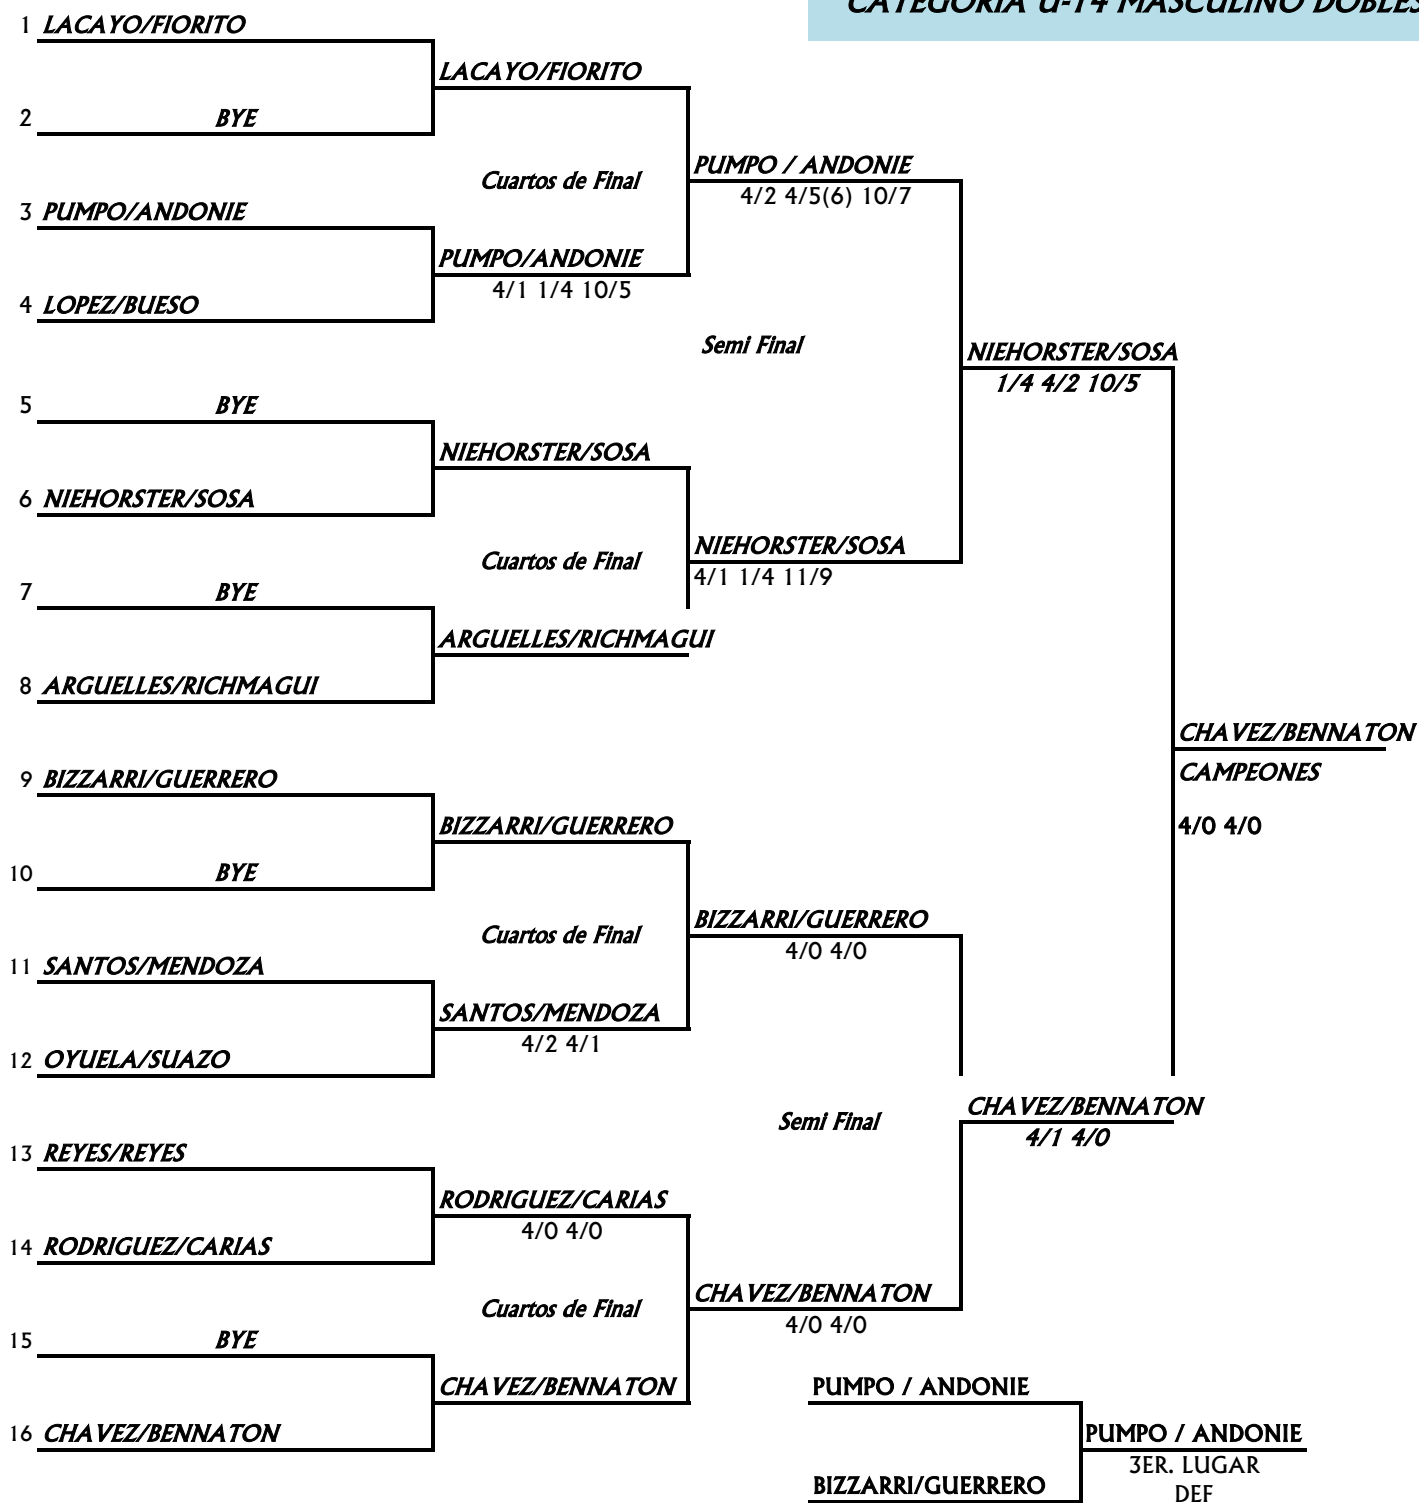 CATEGORIA U-14 MASCULINO DOBLES
1 LACAYO/FIORITO
LACAYO/FIORITO
2 BYE
Cuartos de Final
PUMPO / ANDONIE
4/2 4/5(6) 10/7
3 PUMPO/ANDONIE
PUMPO/ANDONIE
4/1 1/4 10/5
4 LOPEZ/BUESO
Semi Final
NIEHORSTER/SOSA
1/4 4/2 10/5
5 BYE
NIEHORSTER/SOSA
6 NIEHORSTER/SOSA
Cuartos de Final
NIEHORSTER/SOSA
4/1 1/4 11/9
7 BYE
ARGUELLES/RICHMAGUI
8 ARGUELLES/RICHMAGUI
CHAVEZ/BENNATON
CAMPEONES
4/0 4/0
9 BIZZARRI/GUERRERO
BIZZARRI/GUERRERO
10 BYE
Cuartos de Final
BIZZARRI/GUERRERO
4/0 4/0
11 SANTOS/MENDOZA
SANTOS/MENDOZA
4/2 4/1
12 OYUELA/SUAZO
Semi Final
CHAVEZ/BENNATON
4/1 4/0
13 REYES/REYES
RODRIGUEZ/CARIAS
4/0 4/0
14 RODRIGUEZ/CARIAS
Cuartos de Final
CHAVEZ/BENNATON
4/0 4/0
15 BYE
CHAVEZ/BENNATON
16 CHAVEZ/BENNATON
PUMPO / ANDONIE
PUMPO / ANDONIE
3ER. LUGAR
BIZZARRI/GUERRERO
DEF